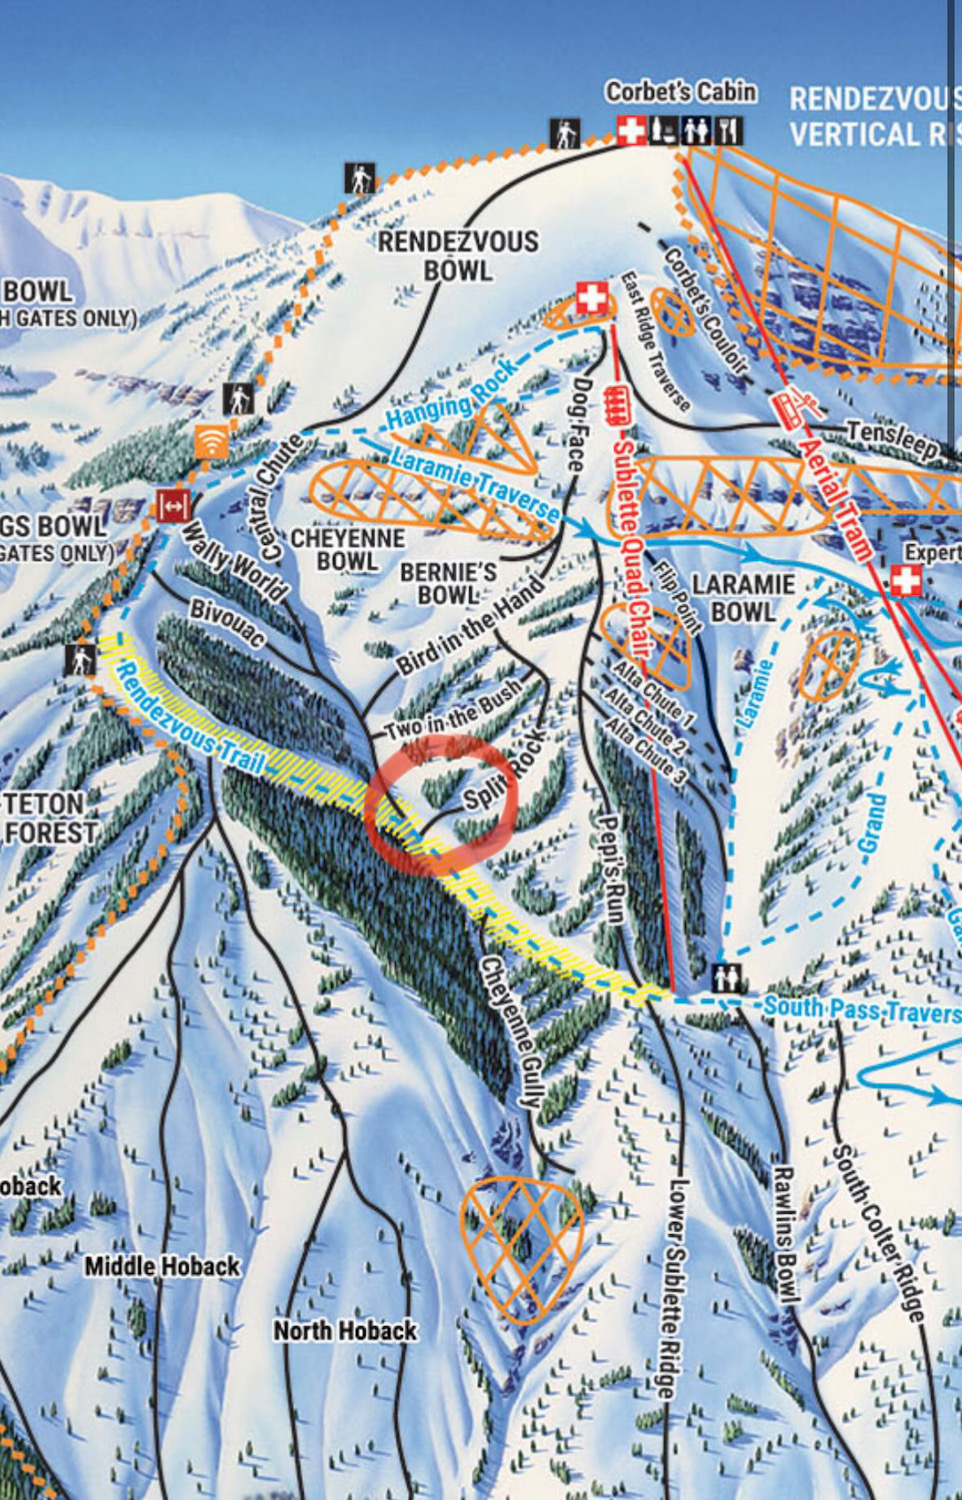 Corbet's Cabin
RENDEZVOUS
VERTICAL RIS
RENDEZVOUS
BOWL
BOWL
H GATES ONLY)
Corbet's Couloir
East Ridge Traverse
Hanging Rock
Dog Face
Tensleep
Laramie Traverse
Sublette Quad Chair
Aerial Tram
Central Chute
CHEYENNE
BOWL
GS BOWL
GATES ONLY)
Wally World
BERNIE'S
BOWL
Expert
Flip Point
LARAMIE
BOWL
Bivouac
Bird in the Hand
Alta Chute 1
Alta Chute 2
Alta Chute 3
Laramie
Rendezvous Trail
Two in the Bush
Split Rock
TETON
FOREST
Grand
Pepi's Run
Ga
Cheyenne Gully
South Pass Travers
oback
Middle Hoback
North Hoback
Lower Sublette Ridge
Rawlins Bowl
South Colter Ridge